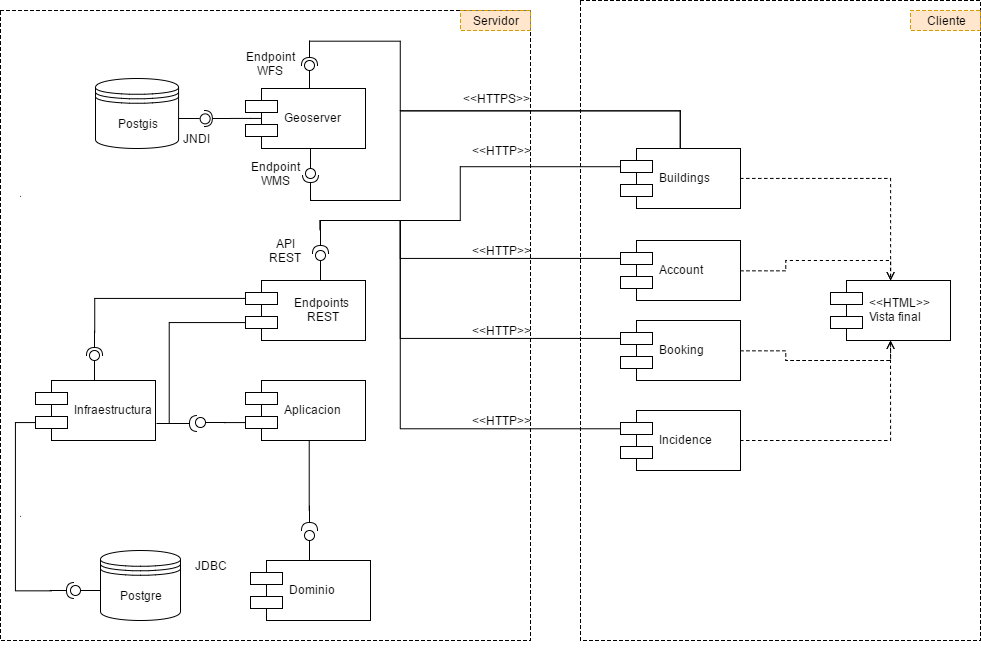 Servidor
Cliente
Endpoint
WFS
<<HTTPS>>
Postgis
Geoserver
JNDI
<<HTTP>>
Endpoint
WMS
Buildings
API
REST
<<HTTP>>
Account
Endpoints
REST
<<HTML>>
Vista final
<<HTTP>>
Booking
Infraestructura
Aplicacion
<<HTTP>>
Incidence
JDBC
Postgre
Dominio